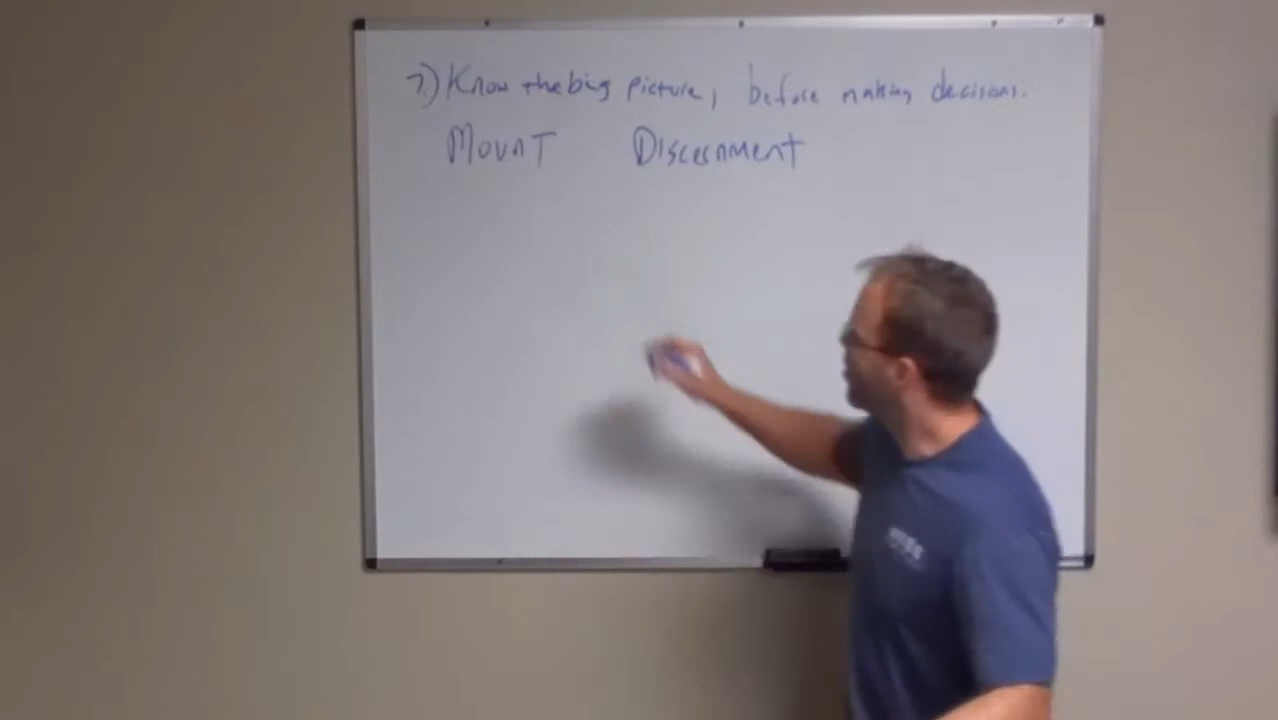 7.) Know the big picture, before making decisions.
Mount Discernment